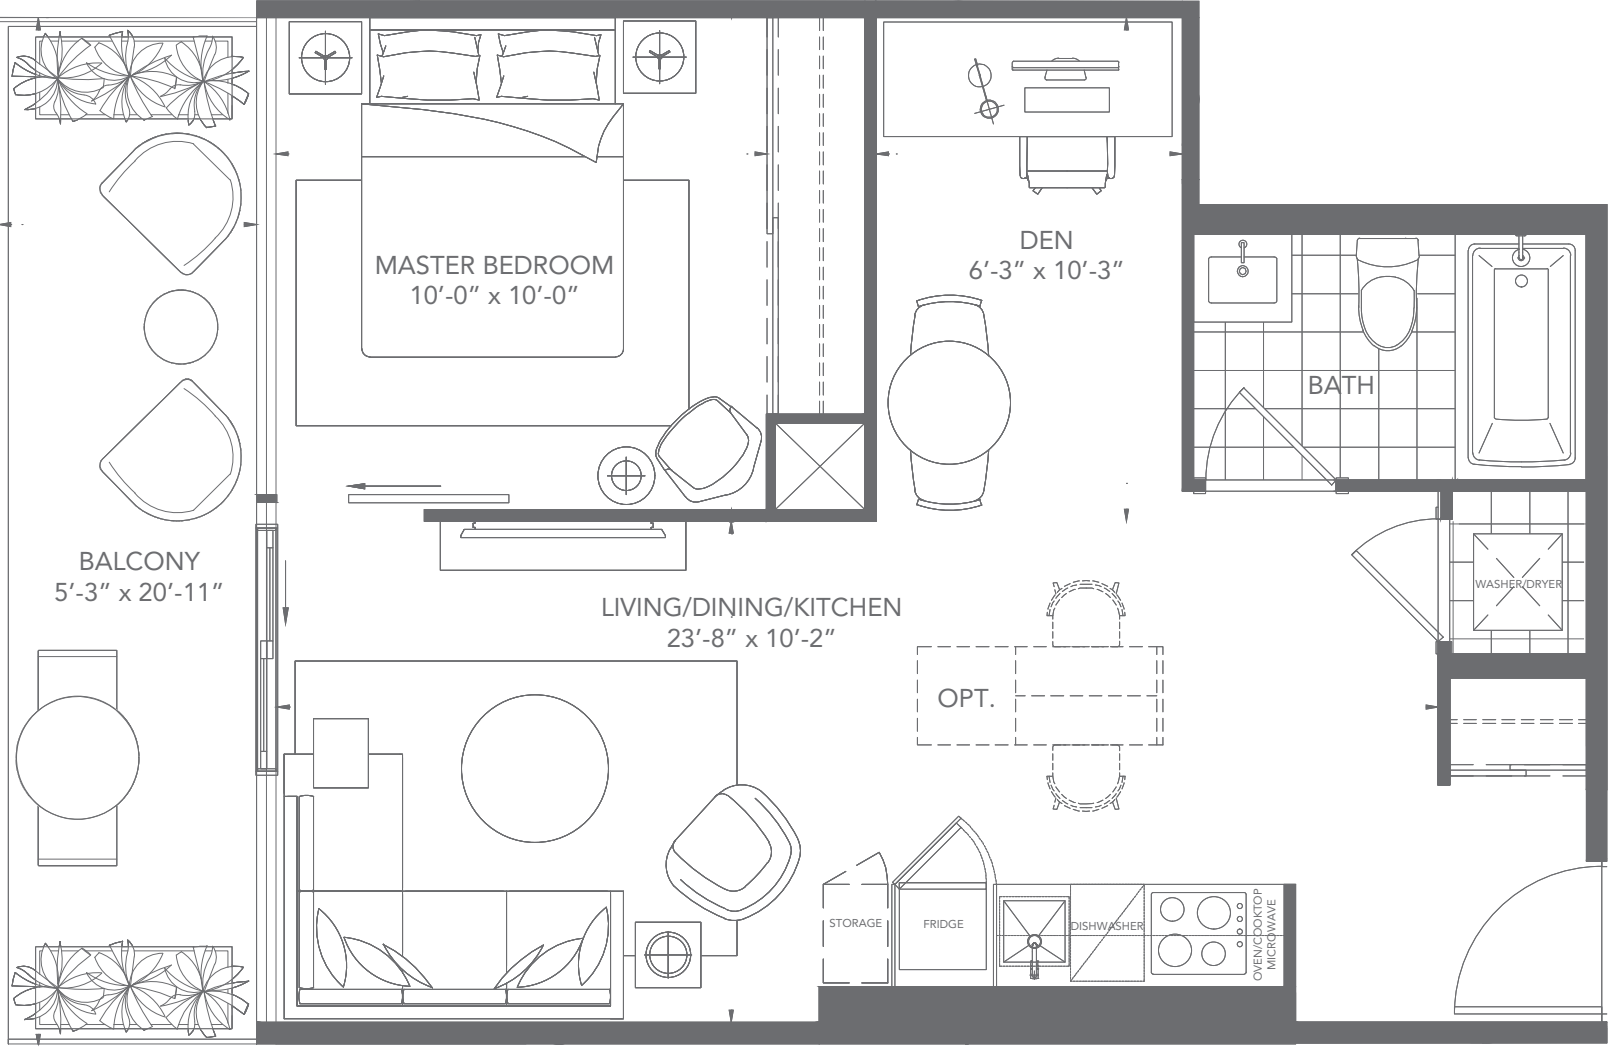 DEN
6'-3" x 10'-3"
MASTER BEDROOM
10'-0" x 10'-0"
BATH
BALCONY
5'-3" x 20'-11"
WASHER/DRYER
LIVING/DINING/KITCHEN
23'-8" x 10'-2"
OPT.
STORAGE
FRIDGE
DISHWASHER
OVEN/COOKTOP
MICROWAVE